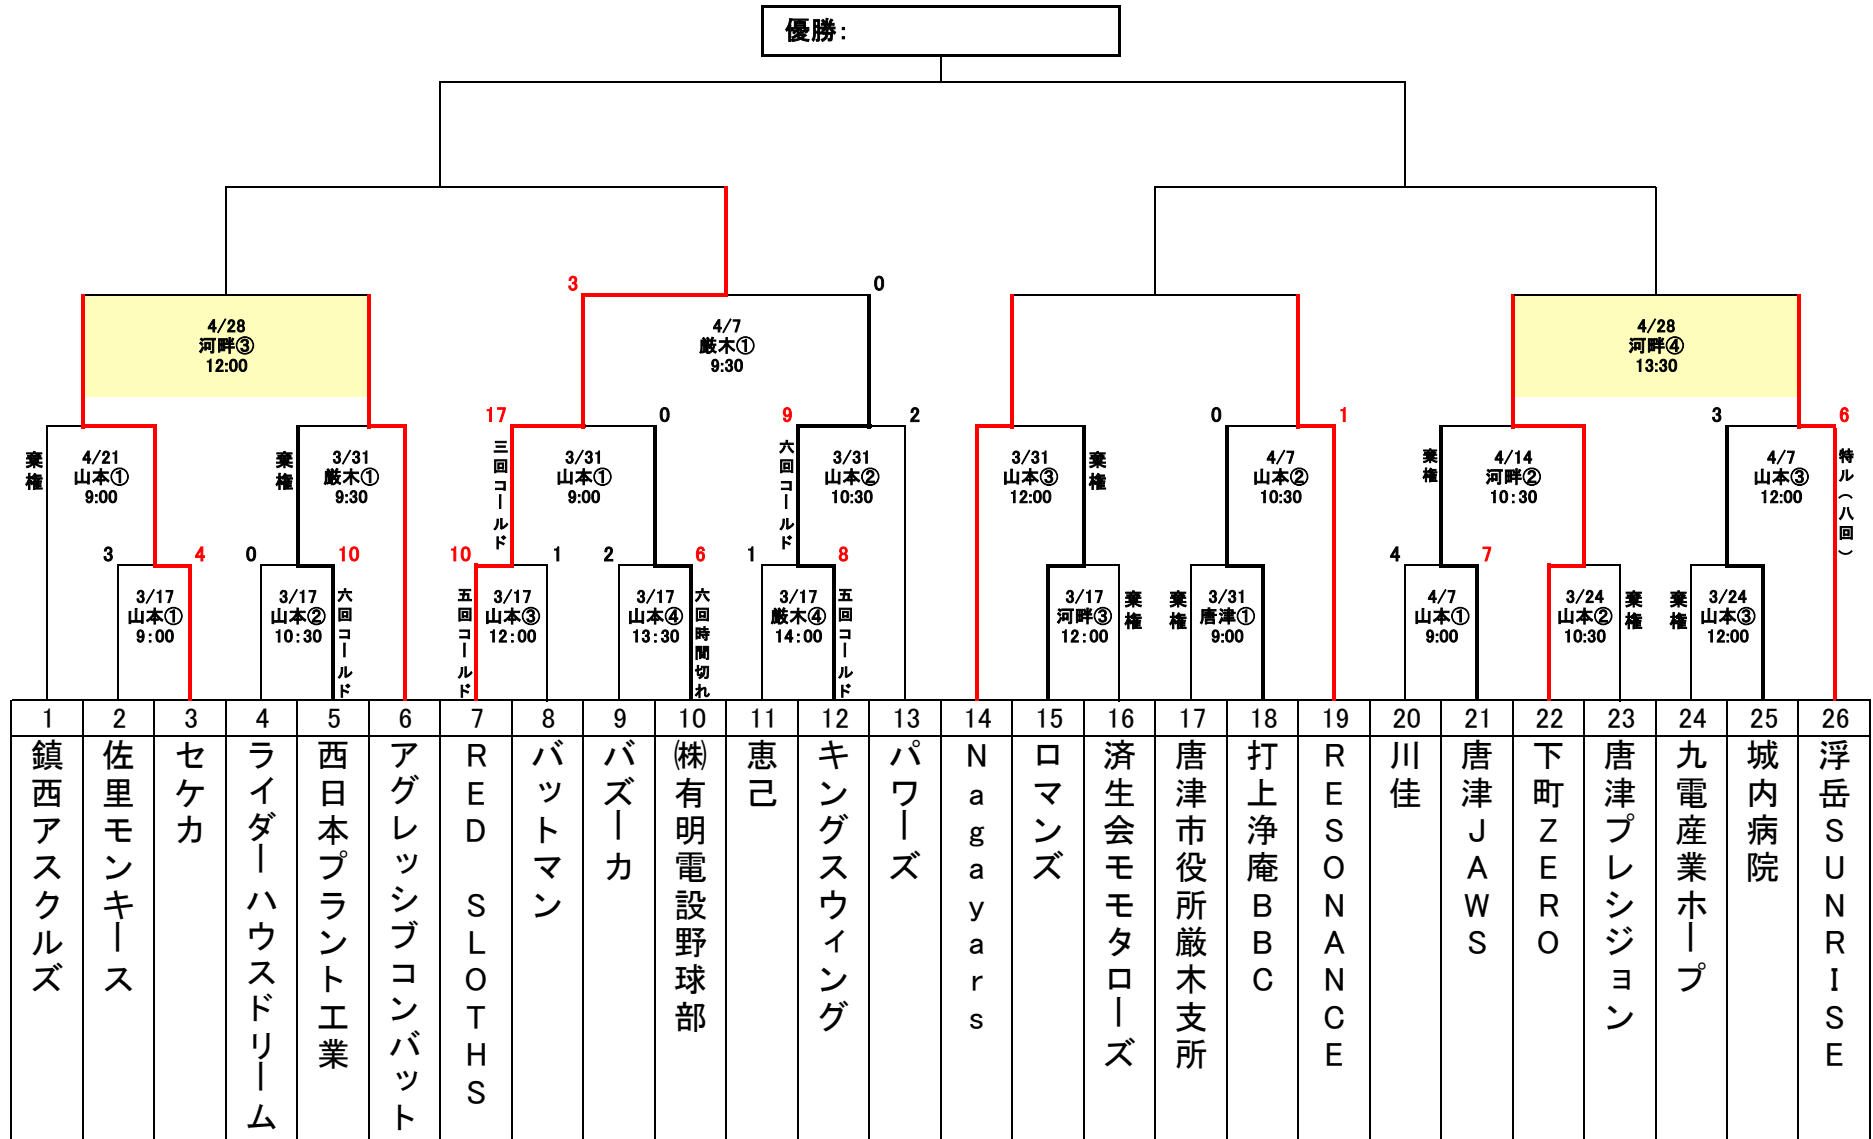 優勝：
3
0
4/28
河畔③
12:00
4/7
厳木①
9:30
4/28
河畔④
13:30
17
0
9
2
0
1
3
6
棄権
4/21
山本①
9:00
棄権
3/31
厳木①
9:30
三回コールド
3/31
山本①
9:00
六回コールド
3/31
山本②
10:30
3/31
山本③
12:00
棄権
4/7
山本②
10:30
棄権
4/14
河畔②
10:30
4/7
山本③
12:00
特ル（八回）
3
4
0
10
10
1
2
6
1
8
4
7
3/17
山本①
9:00
3/17
山本②
10:30
六回コールド
五回コールド
3/17
山本③
12:00
3/17
山本④
13:30
六回時間切れ
3/17
厳木④
14:00
五回コールド
3/17
河畔③
12:00
棄権
棄権
3/31
唐津①
9:00
4/7
山本①
9:00
3/24
山本②
10:30
棄権
棄権
3/24
山本③
12:00
1 2 3 4 5 6 7 8 9 10 11 12 13 14 15 16 17 18 19 20 21 22 23 24 25 26
鎮西アスクルズ
佐里モンキース
セケカ
ライダーハウスドリーム
西日本プラント工業
アグレッシブコンバット
RED SLOTHS
バットマン
バズーカ
㈱有明電設野球部
恵己
キングスウィング
パワーズ
Nagayars
ロマンズ
済生会モモタローズ
唐津市役所厳木支所
打上浄庵BBC
RESONANCE
川佳
唐津JAWS
下町ZERO
唐津プレシジョン
九電産業ホープ
城内病院
浮岳SUNRISE